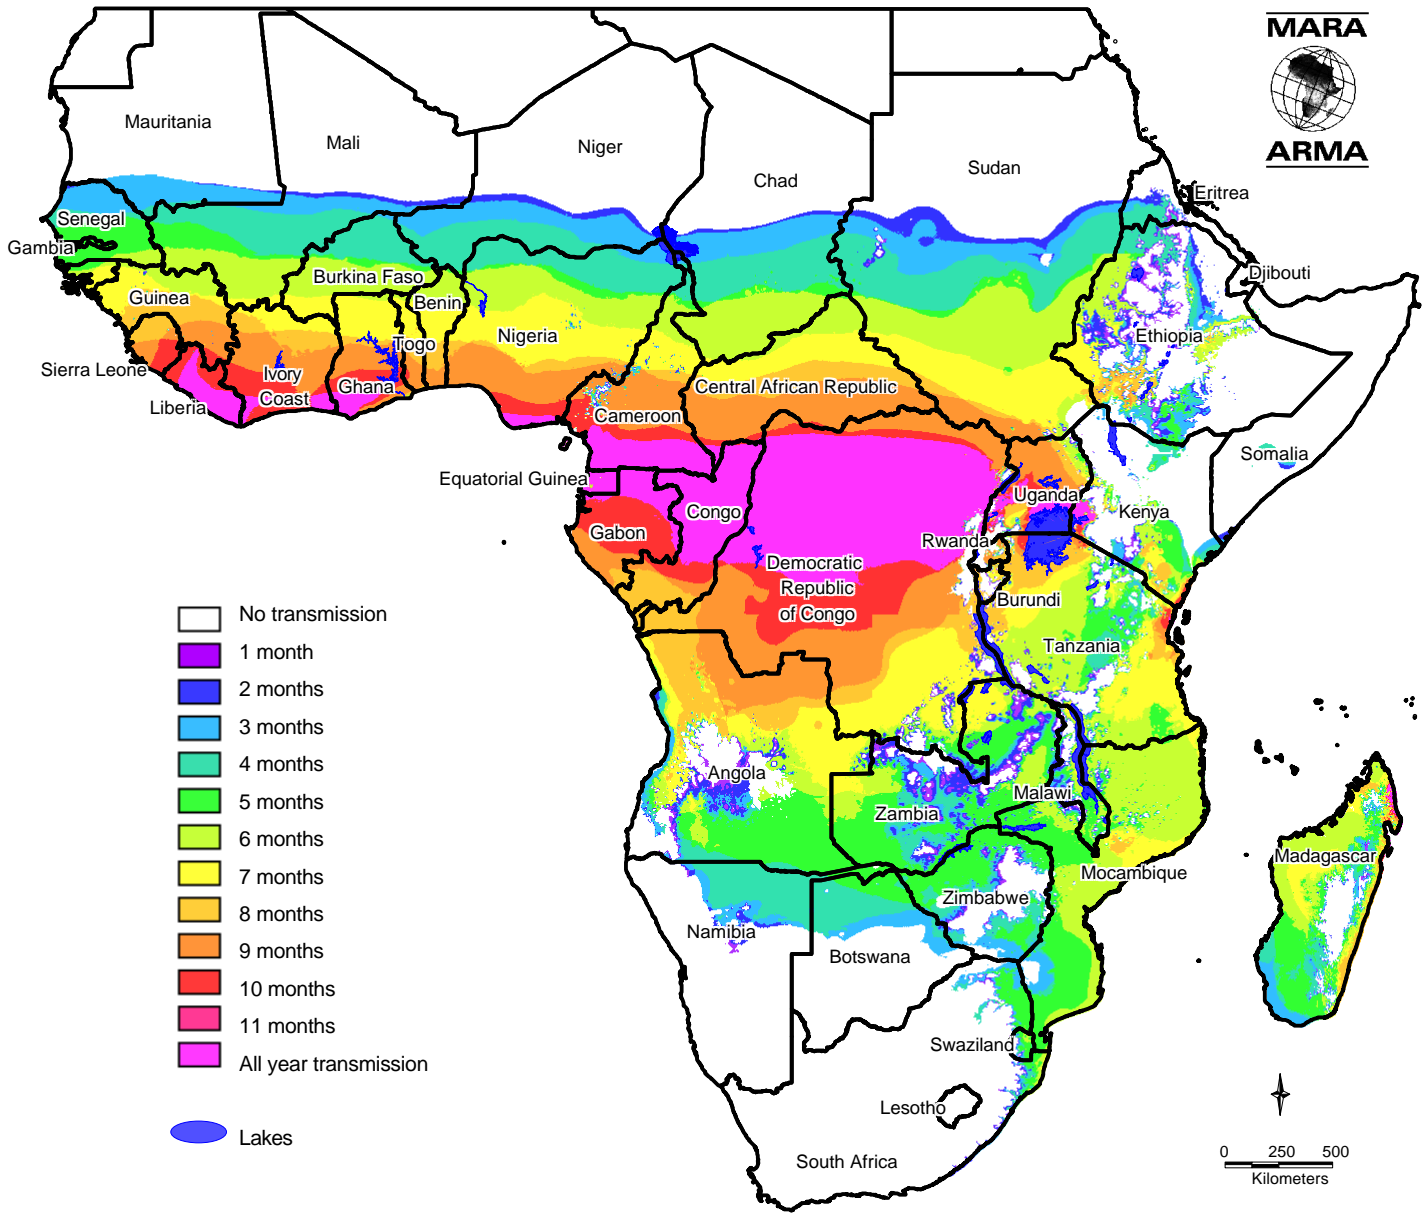 MARA
ARMA
Mauritania
Mali
Niger
Chad
Sudan
Eritrea
Senegal
Gambia
Djibouti
Burkina Faso
Guinea
Benin
Nigeria
Togo
Ethiopia
Sierra Leone
Ivory
Coast
Ghana
Central African Republic
Liberia
Cameroon
Somalia
Equatorial Guinea
Uganda
Congo
Kenya
Gabon
Rwanda
Democratic
Republic
of Congo
Burundi
Tanzania
No transmission
1 month
2 months
3 months
4 months
5 months
6 months
7 months
8 months
9 months
10 months
11 months
All year transmission
Lakes
Angola
Malawi
Zambia
Madagascar
Mocambique
Zimbabwe
Namibia
Botswana
Swaziland
Lesotho
South Africa
0 250 500
Kilometers